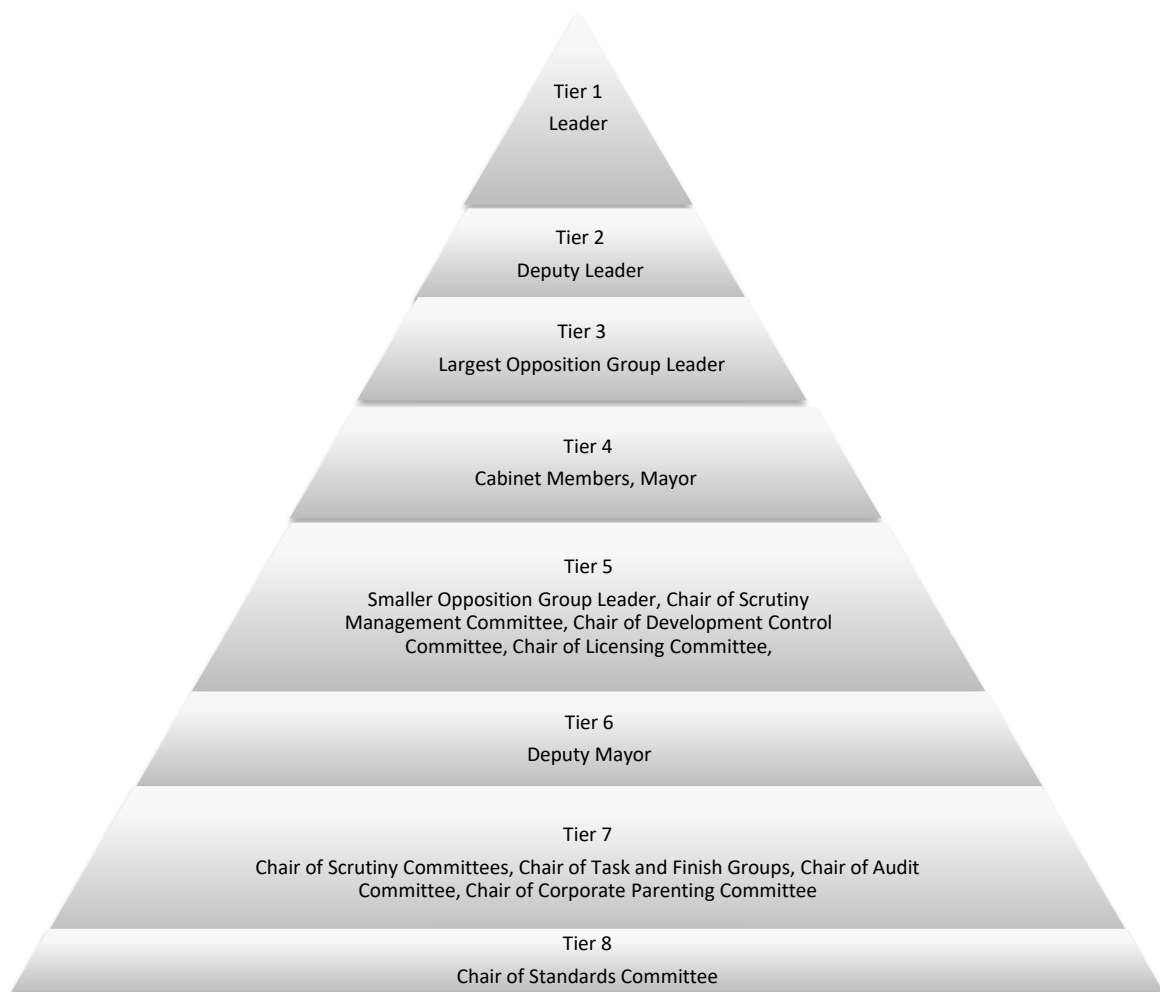 Tier 1
Leader
Tier 2
Deputy Leader
Tier 3
Largest Opposition Group Leader
Tier 4
Cabinet Members, Mayor
Tier 5
Smaller Opposition Group Leader, Chair of Scrutiny
Management Committee, Chair of Development Control
Committee, Chair of Licensing Committee,
Tier 6
Deputy Mayor
Tier 7
Chair of Scrutiny Committees, Chair of Task and Finish Groups, Chair of Audit
Committee, Chair of Corporate Parenting Committee
Tier 8
Chair of Standards Committee